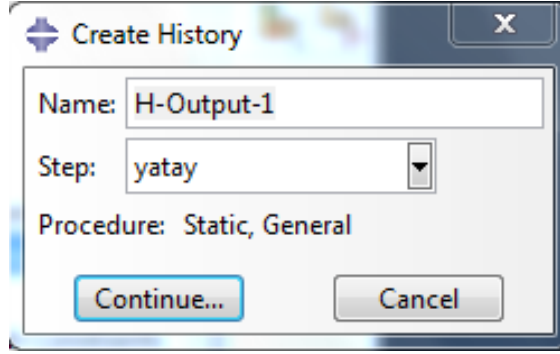 Create History
Name: H-Output-1
Step: yatay
Procedure: Static, General
Continue... Cancel